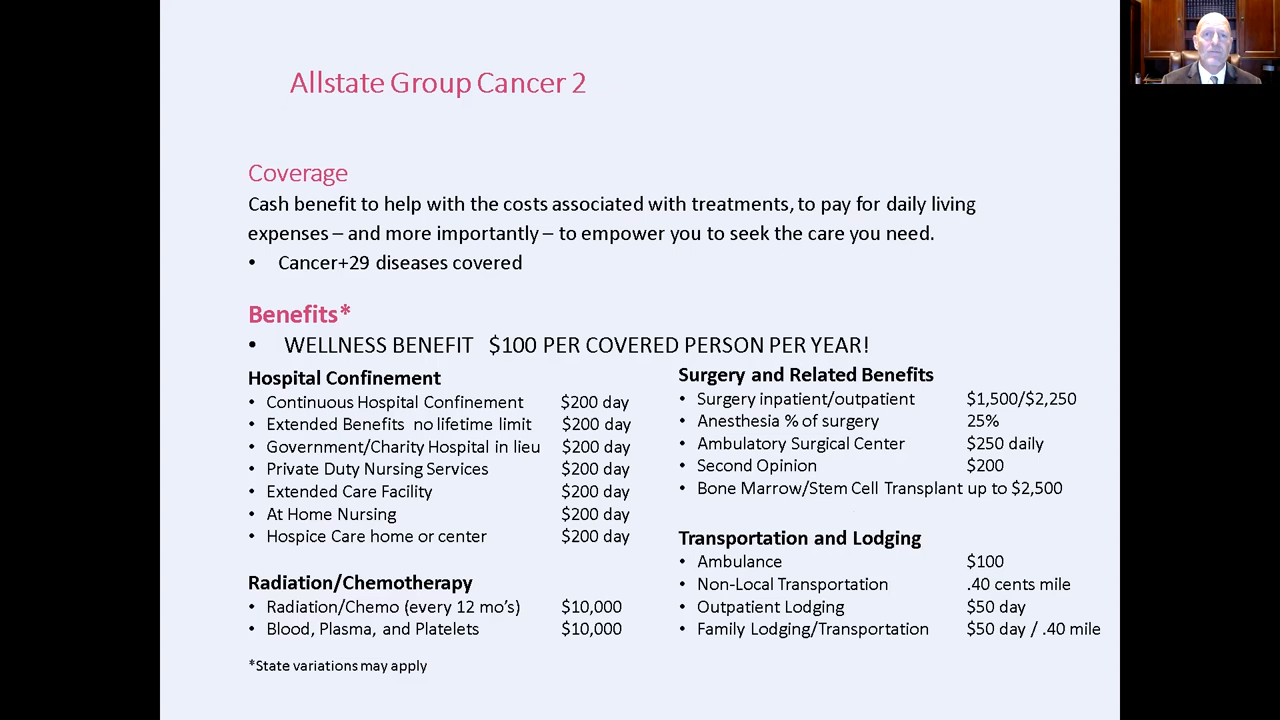 Allstate Group Cancer 2
Coverage
Cash benefit to help with the costs associated with treatments, to pay for daily living
expenses – and more importantly – to empower you to seek the care you need.
• Cancer+29 diseases covered
Benefits*
• WELLNESS BENEFIT $100 PER COVERED PERSON PER YEAR!
Hospital Confinement
• Continuous Hospital Confinement $200 day
• Extended Benefits no lifetime limit $200 day
• Government/Charity Hospital in lieu $200 day
• Private Duty Nursing Services $200 day
• Extended Care Facility $200 day
• At Home Nursing $200 day
• Hospice Care home or center $200 day
Radiation/Chemotherapy
• Radiation/Chemo (every 12 mo's) $10,000
• Blood, Plasma, and Platelets $10,000
*State variations may apply
Surgery and Related Benefits
• Surgery inpatient/outpatient $1,500/$2,250
• Anesthesia % of surgery 25%
• Ambulatory Surgical Center $250 daily
• Second Opinion $200
• Bone Marrow/Stem Cell Transplant up to $2,500
Transportation and Lodging
• Ambulance $100
• Non-Local Transportation .40 cents mile
• Outpatient Lodging $50 day
• Family Lodging/Transportation $50 day / .40 mile